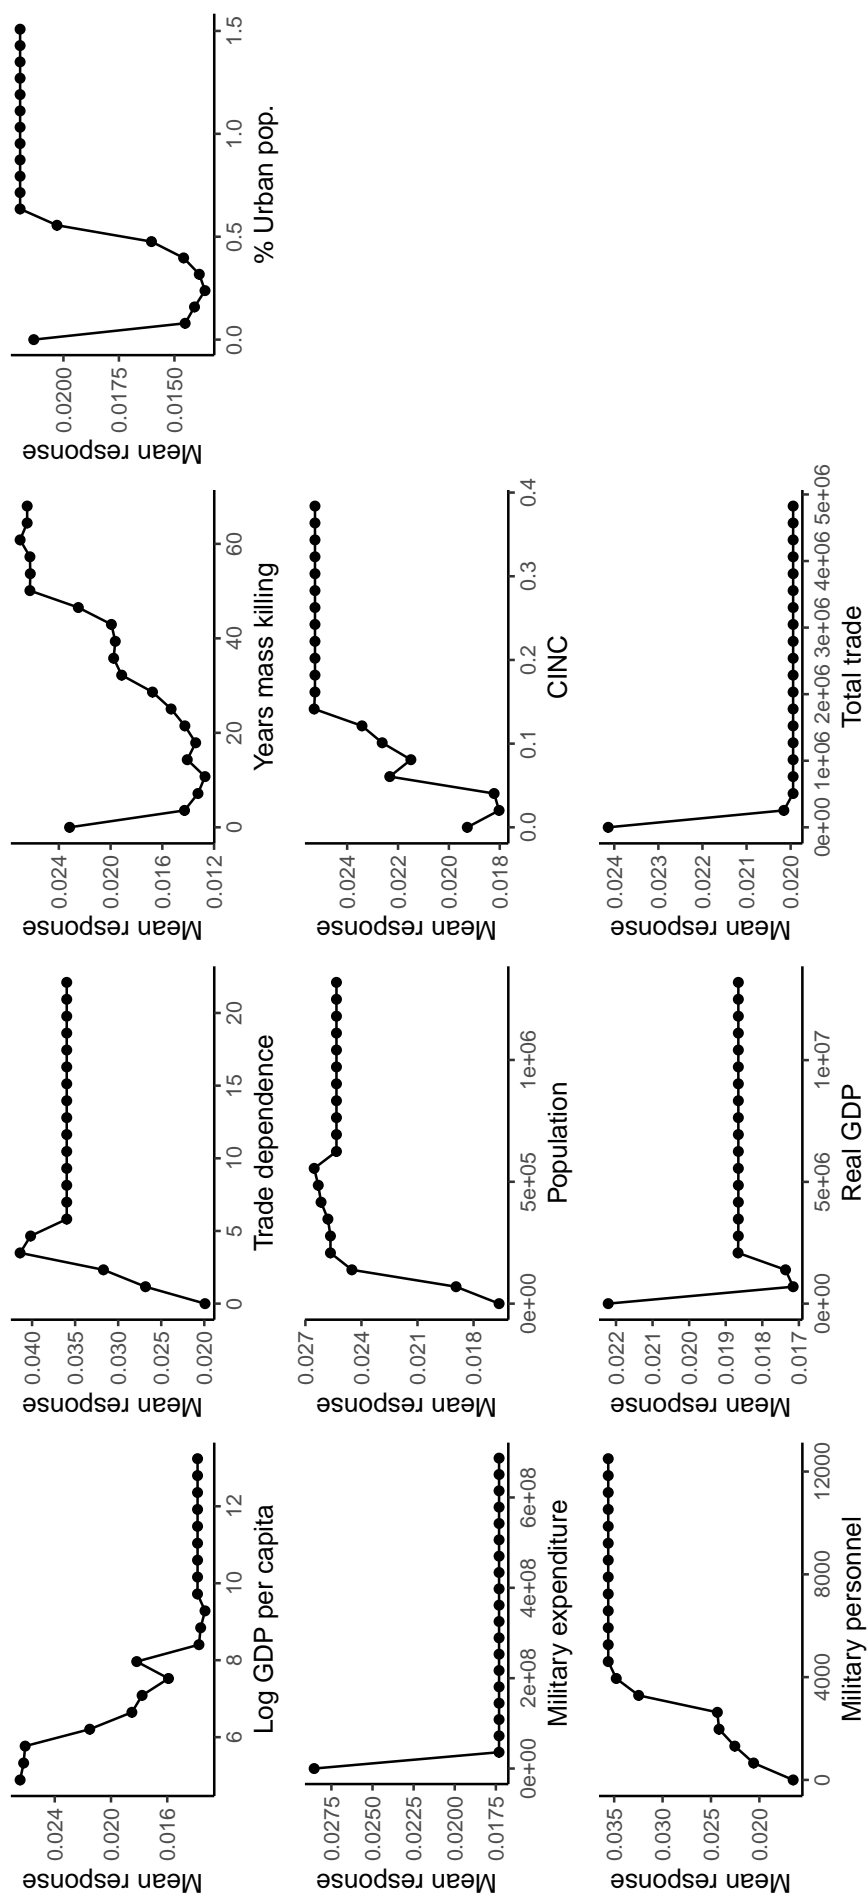 Mean response
0.024
0.020
0.016
6
8
10
12
Log GDP per capita
Mean response
0.040
0.035
0.030
0.025
0.020
0
5
10
15
20
Trade dependence
Mean response
0.024
0.020
0.016
0.012
0
20
40
60
Years mass killing
Mean response
0.0200
0.0175
0.0150
0.0
0.5
1.0
1.5
% Urban pop.
Mean response
0.0275
0.0250
0.0225
0.0200
0.0175
0e+00
2e+08
4e+08
6e+08
Military expenditure
Mean response
0.027
0.024
0.021
0.018
0e+00
5e+05
1e+06
Population
Mean response
0.024
0.022
0.020
0.018
0.0
0.1
0.2
0.3
0.4
CINC
Mean response
0.035
0.030
0.025
0.020
0
4000
8000
12000
Military personnel
Mean response
0.022
0.021
0.020
0.019
0.018
0.017
0e+00
5e+06
1e+07
Real GDP
Mean response
0.024
0.023
0.022
0.021
0.020
0e+00
1e+06
2e+06
3e+06
4e+06
5e+06
Total trade